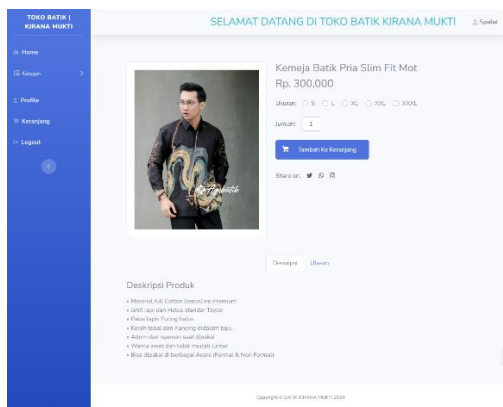 TOKO BATIK |
KIRANA MUKTI
SELAMAT DATANG DI TOKO BATIK KIRANA MUKTI
Home
Kategori
Profile
Keranjang
Logout
Kemeja Batik Pria Slim Fit Mot
Rp. 300,000
Ukuran: S L XL XXL XXXL
Jumlah: 1
Tambah Ke Keranjang
Share on:
Deskripsi Ulasan
Deskripsi Produk
• Material full Cotton Premium
• Jahit rapi dan Halus standar Taylor
• Pakai lapis Furing halus
• Kerah tebal dan Kancing didalam baju
• Adem dan nyaman saat dipakai
• Warna awet dan tidak mudah luntur
• Bisa dipakai di berbagai Acara (Formal & Non Formal)
Copyright © BATIK KIRANA MUKTI 2024